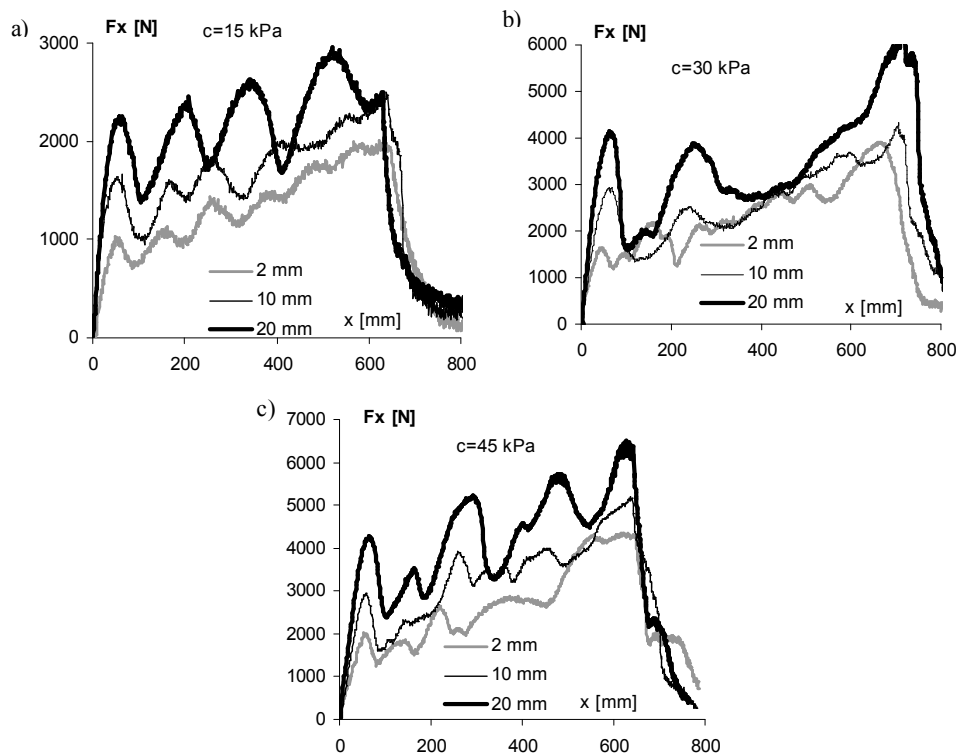 a)
Fx [N]
c=15 kPa
3000
2000
1000
0
2 mm
10 mm
20 mm
x [mm]
0 200 400 600 800
b)
Fx [N]
c=30 kPa
6000
5000
4000
3000
2000
1000
0
2 mm
10 mm
20 mm
x [mm]
0 200 400 600 800
c)
Fx [N]
c=45 kPa
7000
6000
5000
4000
3000
2000
1000
0
2 mm
10 mm
20 mm
x [mm]
0 200 400 600 800